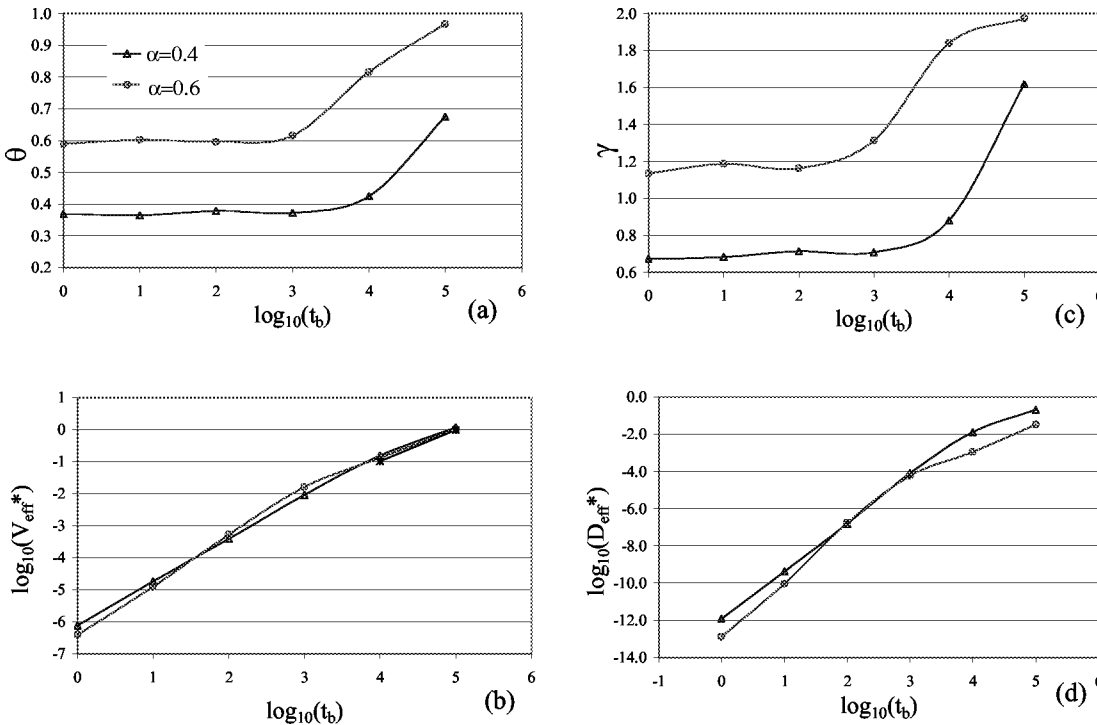 1.0
0.9
0.8
0.7
0.6
0.5
0.4
0.3
0.2
θ
α=0.4
α=0.6
0 1 2 3 4 5 6
log10(tb)
(a)
2.0
1.8
1.6
1.4
1.2
1.0
0.8
0.6
γ
0 1 2 3 4 5 6
log10(tb)
(c)
1
0
-1
-2
-3
-4
-5
-6
-7
log10(Veff*)
0 1 2 3 4 5 6
log10(tb)
(b)
0.0
-2.0
-4.0
-6.0
-8.0
-10.0
-12.0
-14.0
log10(Deff*)
-1 0 1 2 3 4 5 6
log10(tb)
(d)